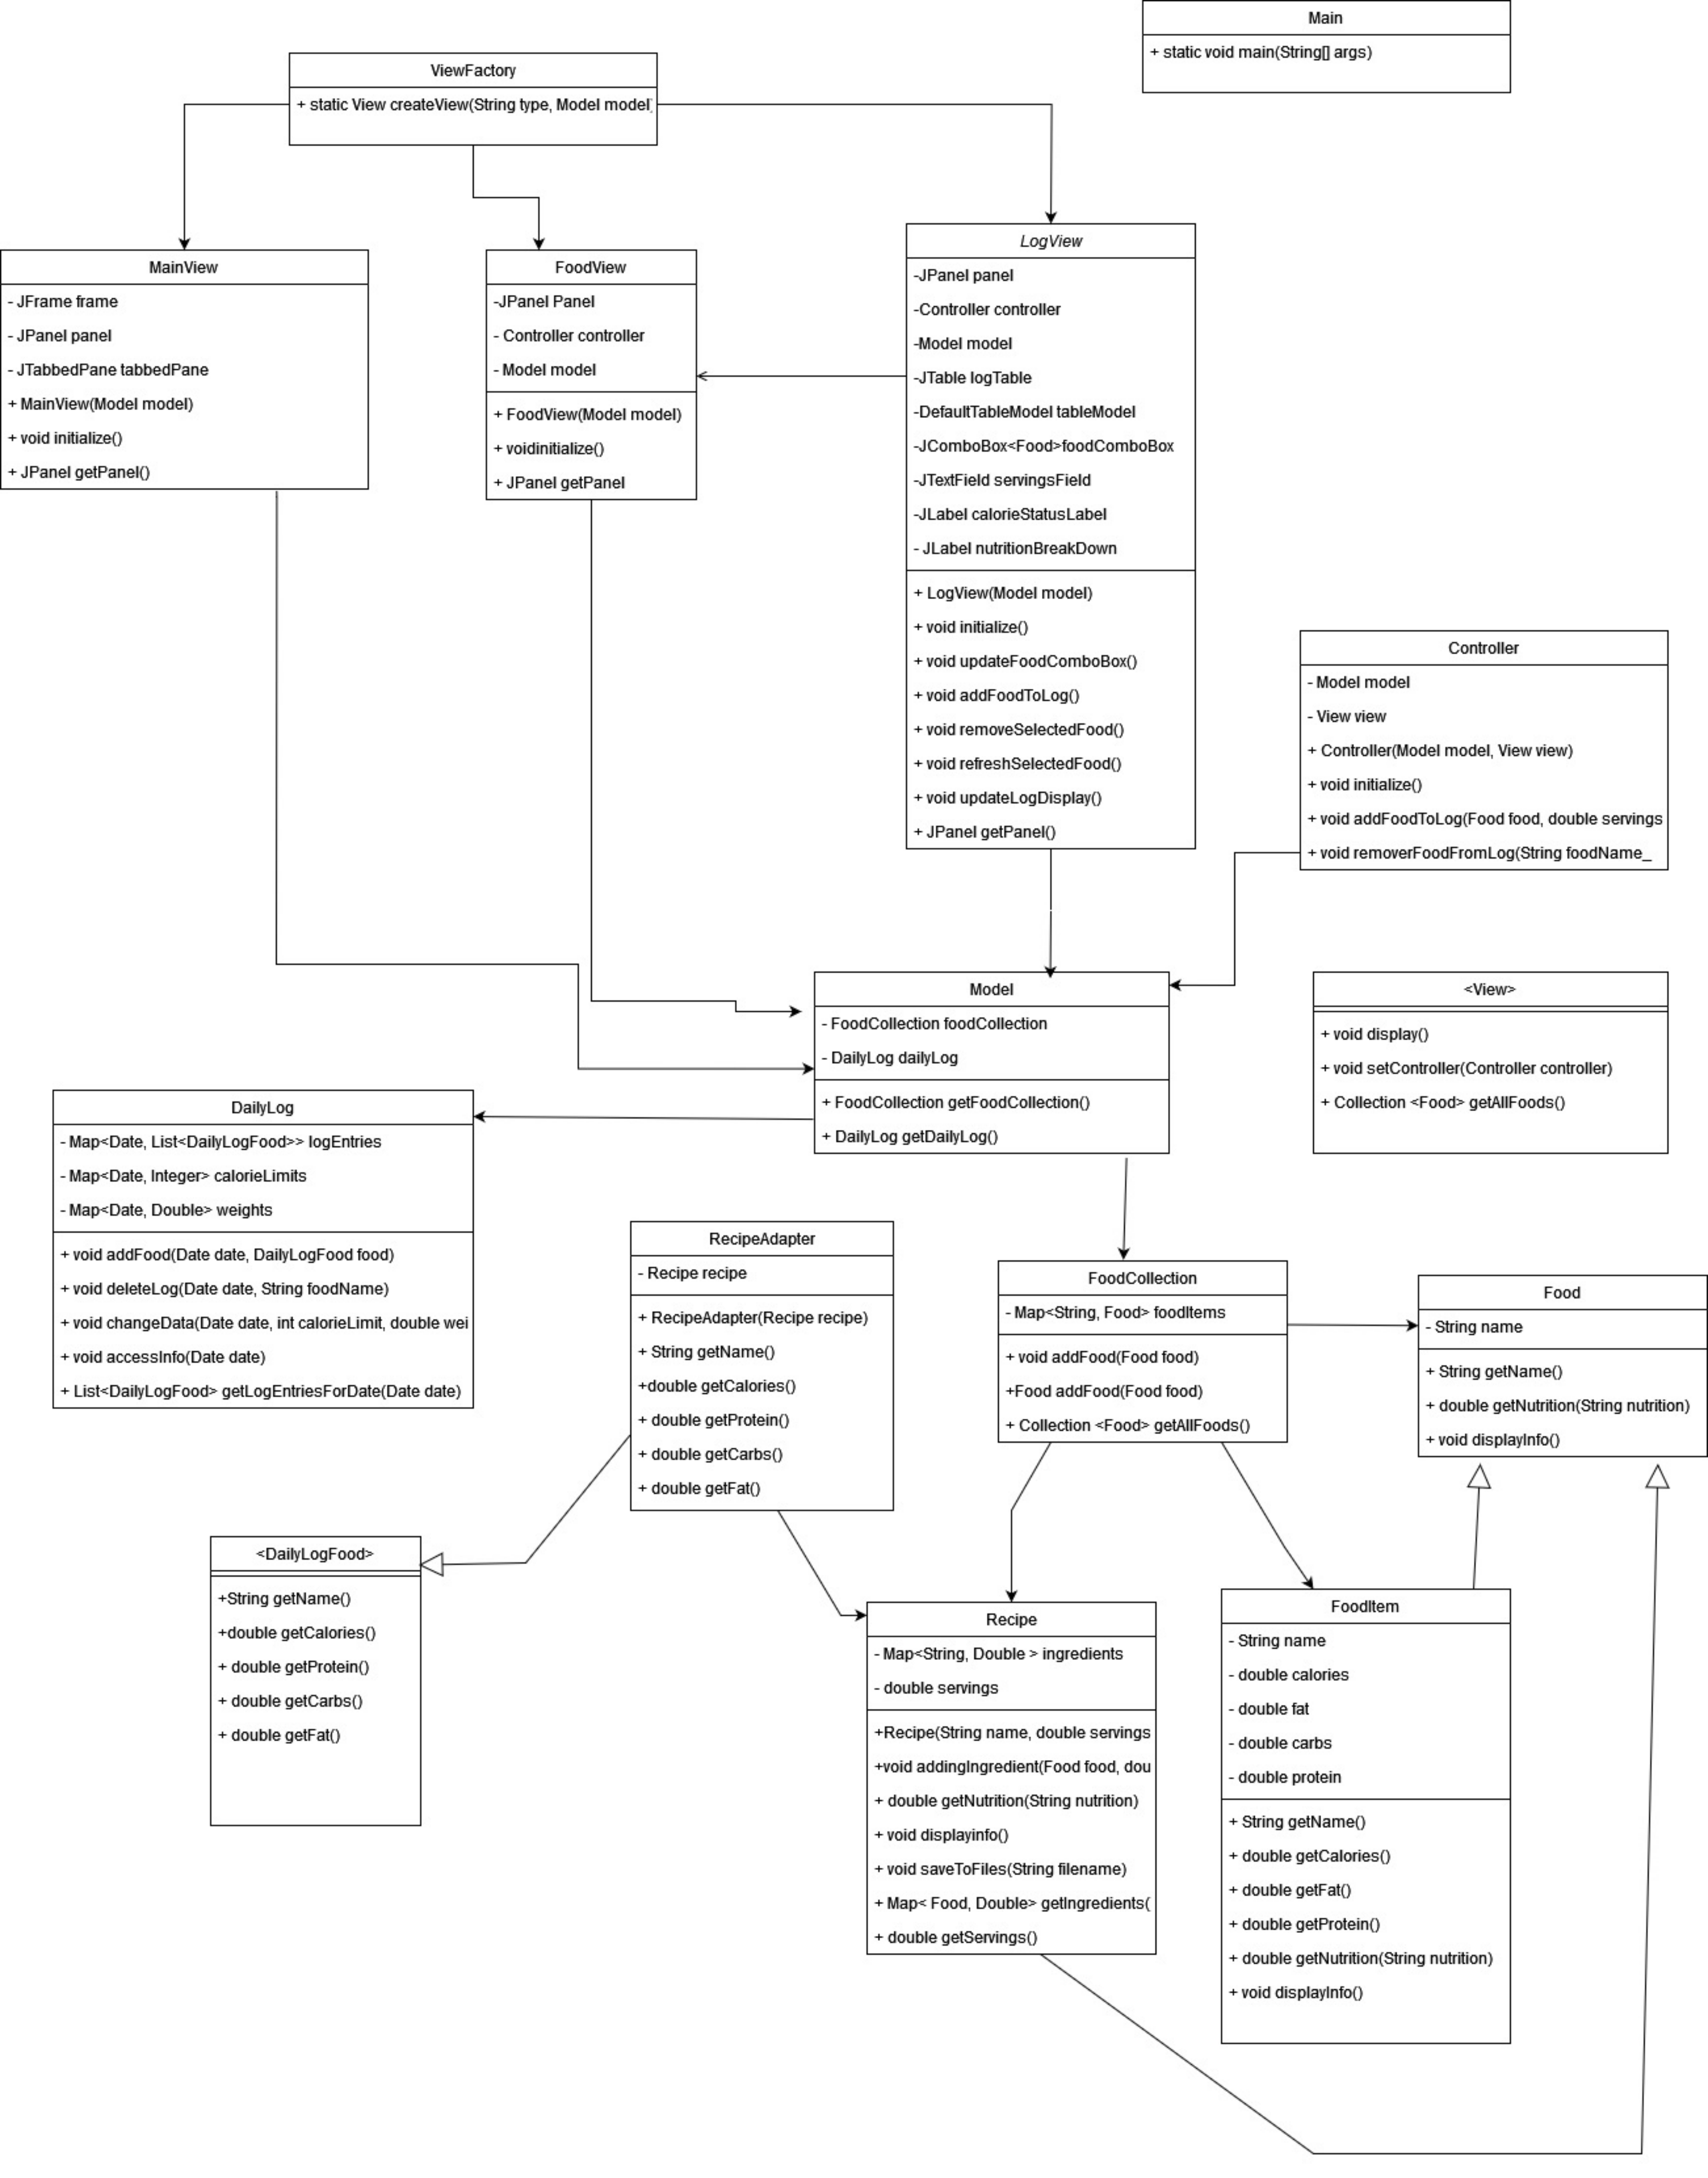 Main
+ static void main(String[] args)
ViewFactory
+ static View createView(String type, Model model)
MainView
- JFrame frame
- JPanel panel
- JTabbedPane tabbedPane
+ MainView(Model model)
+ void initialize()
+ JPanel getPanel()
FoodView
-JPanel Panel
- Controller controller
- Model model
+ FoodView(Model model)
+ voidinitialize()
+ JPanel getPanel
LogView
-JPanel panel
-Controller controller
-Model model
-JTable logTable
-DefaultTableModel tableModel
-JComboBox<Food>foodComboBox
-JTextField servingsField
-JLabel calorieStatusLabel
- JLabel nutritionBreakDown
+ LogView(Model model)
+ void initialize()
+ void updateFoodComboBox()
+ void addFoodToLog()
+ void removeSelectedFood()
+ void refreshSelectedFood()
+ void updateLogDisplay()
+ JPanel getPanel()
Controller
- Model model
- View view
+ Controller(Model model, View view)
+ void initialize()
+ void addFoodToLog(Food food, double servings
+ void removerFoodFromLog(String foodName_
Model
- FoodCollection foodCollection
- DailyLog dailyLog
+ FoodCollection getFoodCollection()
+ DailyLog getDailyLog()
<View>
+ void display()
+ void setController(Controller controller)
+ Collection <Food> getAllFoods()
DailyLog
- Map<Date, List<DailyLogFood>> logEntries
- Map<Date, Integer> calorieLimits
- Map<Date, Double> weights
+ void addFood(Date date, DailyLogFood food)
+ void deleteLog(Date date, String foodName)
+ void changeData(Date date, int calorieLimit, double wei
+ void accessInfo(Date date)
+ List<DailyLogFood> getLogEntriesForDate(Date date)
RecipeAdapter
- Recipe recipe
+ RecipeAdapter(Recipe recipe)
+ String getName()
+double getCalories()
+ double getProtein()
+ double getCarbs()
+ double getFat()
FoodCollection
- Map<String, Food> foodItems
+ void addFood(Food food)
+Food addFood(Food food)
+ Collection <Food> getAllFoods()
Food
- String name
+ String getName()
+ double getNutrition(String nutrition)
+ void displayInfo()
<DailyLogFood>
+String getName()
+double getCalories()
+ double getProtein()
+ double getCarbs()
+ double getFat()
Recipe
- Map<String, Double > ingredients
- double servings
+Recipe(String name, double servings
+void addingIngredient(Food food, dou
+ double getNutrition(String nutrition)
+ void displayinfo()
+ void saveToFiles(String filename)
+ Map< Food, Double> getIngredients(
+ double getServings()
FoodItem
- String name
- double calories
- double fat
- double carbs
- double protein
+ String getName()
+ double getCalories()
+ double getFat()
+ double getProtein()
+ double getNutrition(String nutrition)
+ void displayInfo()